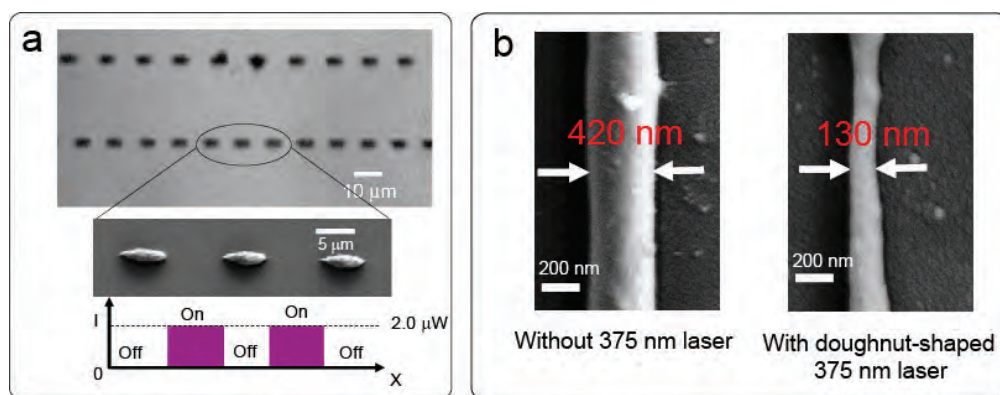 a
10 μm
5 μm
I
On
On
2.0 μW
Off
Off
Off
0
X
b
420 nm
130 nm
200 nm
200 nm
Without 375 nm laser
With doughnut-shaped
375 nm laser